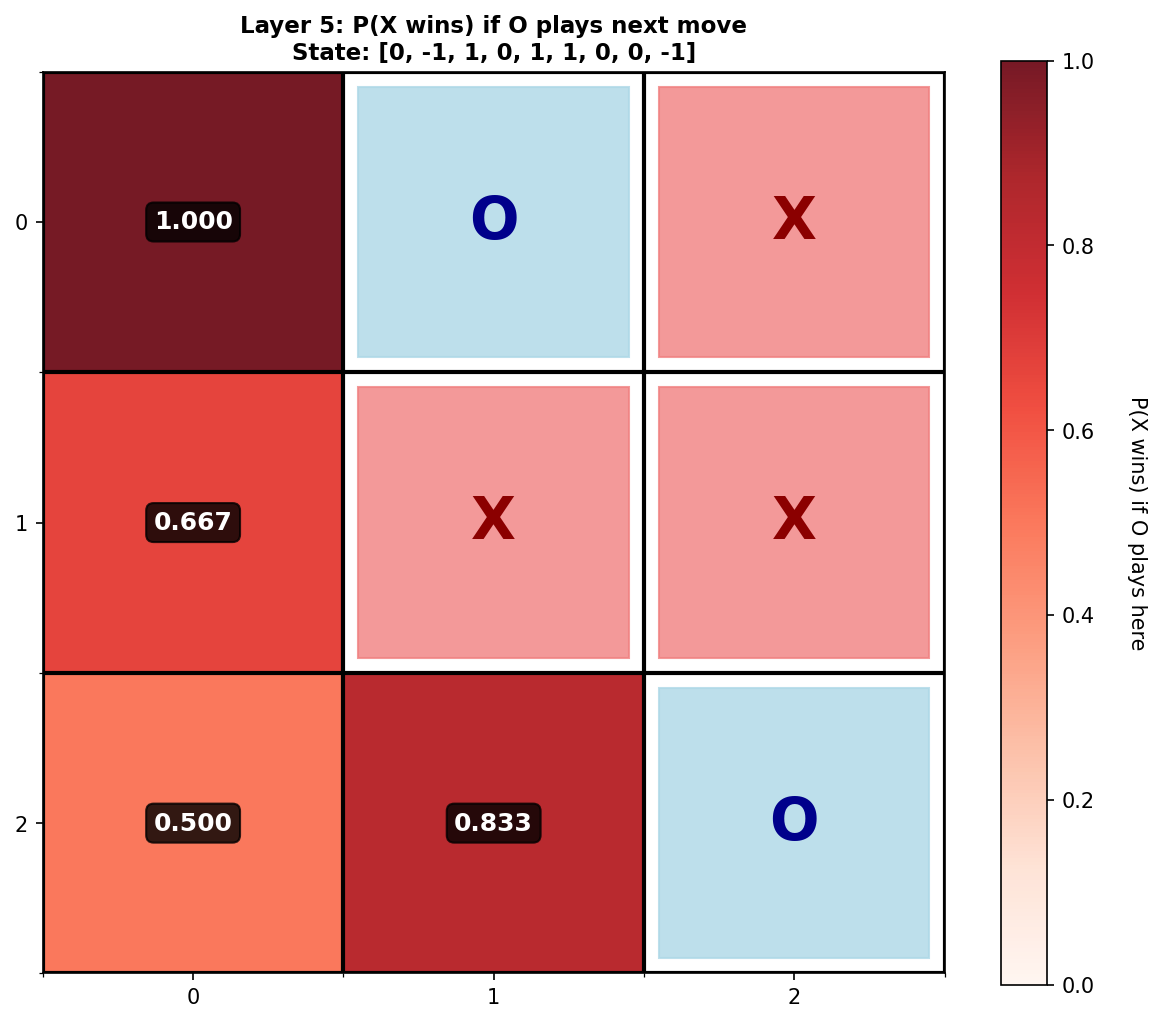 Layer 5: P(X wins) if O plays next move
State: [0, -1, 1, 0, 1, 1, 0, 0, -1]
0
1.000
O
X
1
0.667
X
X
2
0.500
0.833
O
0
1
2
1.0
0.8
0.6
0.4
0.2
0.0
P(X wins) if O plays here